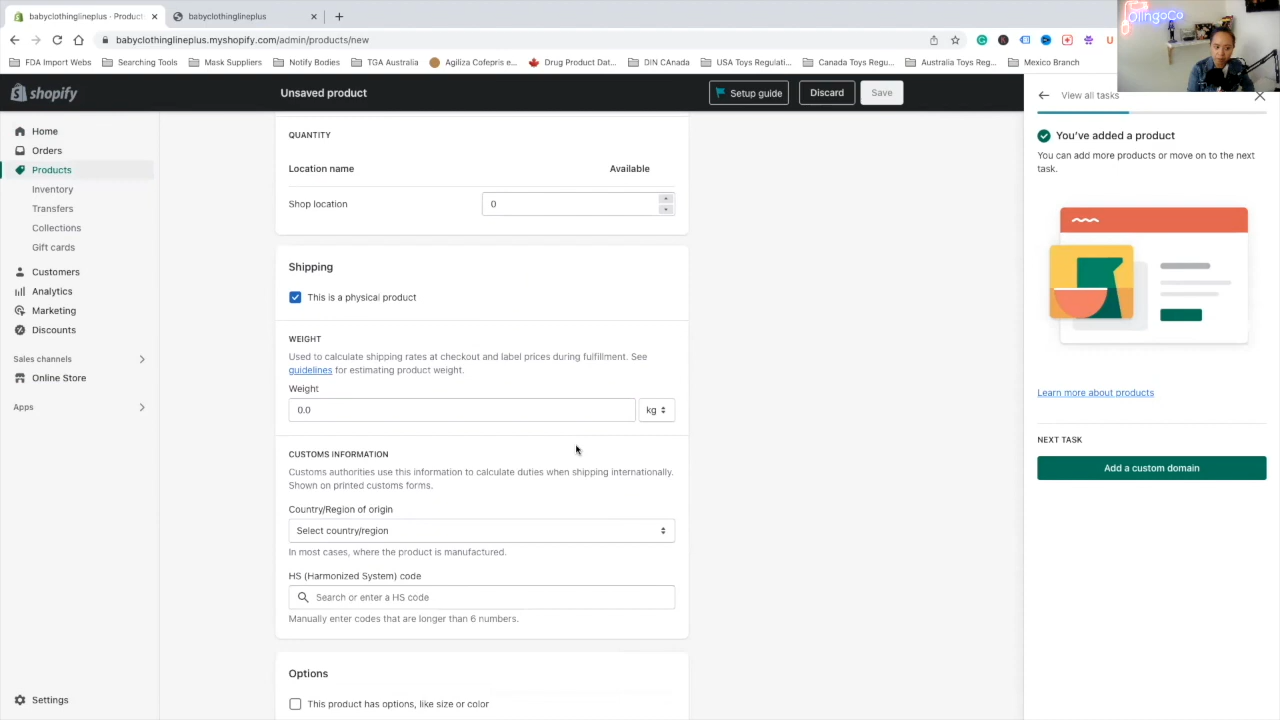 babyclothinglineplus · Product
babyclothinglineplus
babyclothinglineplus.myshopify.com/admin/products/new
FDA Import Webs
Searching Tools
Mask Suppliers
Notify Bodies
TGA Australia
Agiliza Cofepris e...
Drug Product Dat...
DIN CAnada
USA Toys Regulati...
Canada Toys Regu...
Australia Toys Reg...
Mexico Branch
OlingoCo
shopify
Unsaved product
Setup guide
Discard
Save
Home
Orders
Products
Inventory
Transfers
Collections
Gift cards
Customers
Analytics
Marketing
Discounts
Sales channels
Online Store
Apps
Settings
QUANTITY
Location name
Available
Shop location
0
Shipping
This is a physical product
WEIGHT
Used to calculate shipping rates at checkout and label prices during fulfillment. See
guidelines for estimating product weight.
Weight
0.0
kg
CUSTOMS INFORMATION
Customs authorities use this information to calculate duties when shipping internationally.
Shown on printed customs forms.
Country/Region of origin
Select country/region
In most cases, where the product is manufactured.
HS (Harmonized System) code
Search or enter a HS code
Manually enter codes that are longer than 6 numbers.
Options
This product has options, like size or color
View all tasks
You've added a product
You can add more products or move on to the next
task.
Learn more about products
NEXT TASK
Add a custom domain